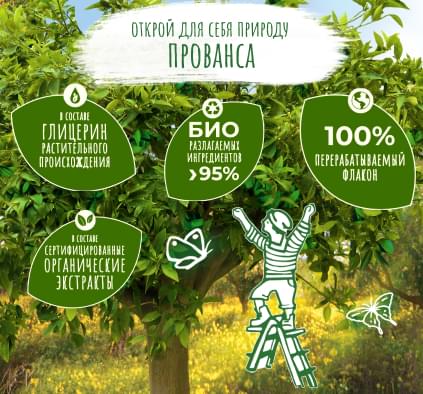 ОТКРОЙ ДЛЯ СЕБЯ ПРИРОДУ
ПРОВАНСА
В СОСТАВЕ
ГЛИЦЕРИН
РАСТИТЕЛЬНОГО
ПРОИСХОЖДЕНИЯ
БИО
РАЗЛАГАЕМЫХ
ИНГРЕДИЕНТОВ
>95%
100%
ПЕРЕРАБАТЫВАЕМЫЙ
ФЛАКОН
В СОСТАВЕ
СЕРТИФИЦИРОВАННЫЕ
ОРГАНИЧЕСКИЕ
ЭКСТРАКТЫ